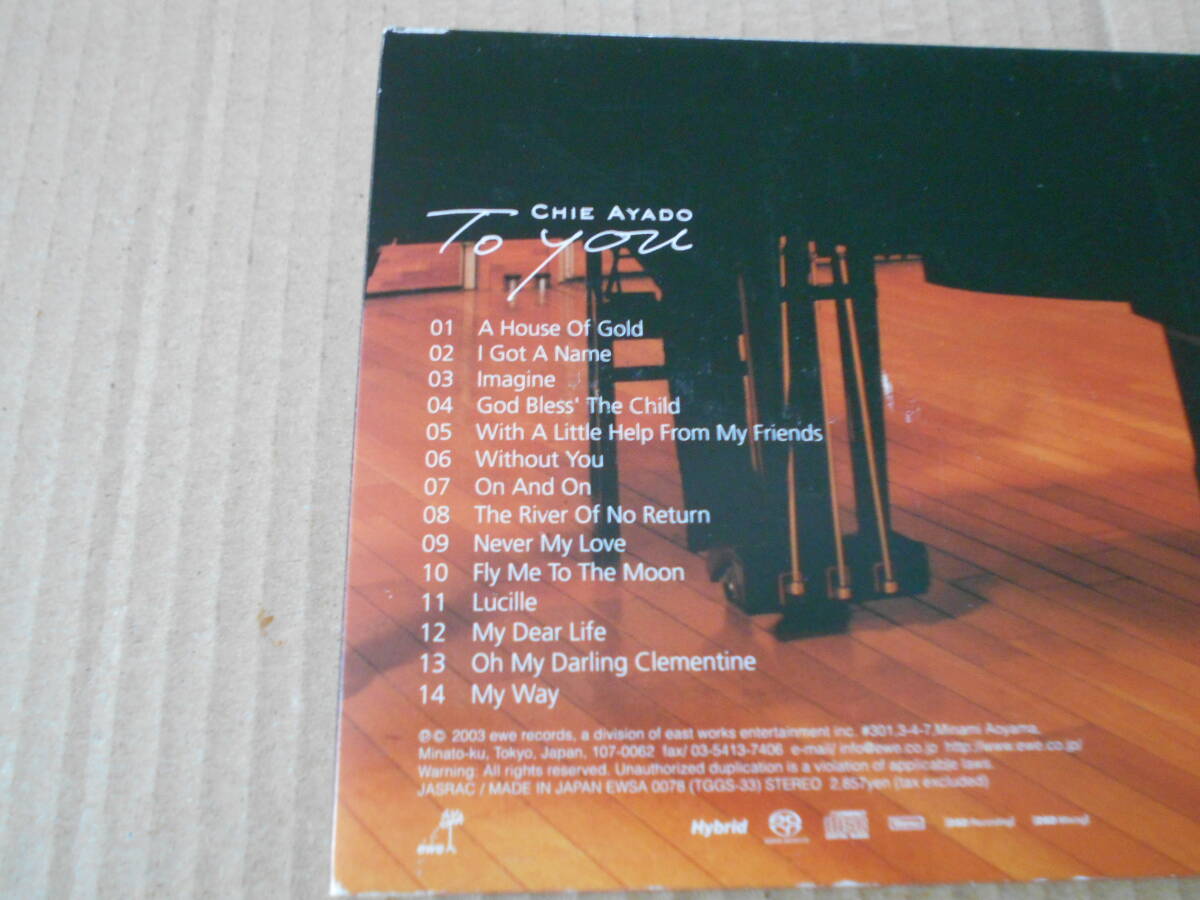 CHIE AYADO
To you
01 A House Of Gold
02 I Got A Name
03 Imagine
04 God Bless' The Child
05 With A Little Help From My Friends
06 Without You
07 On And On
08 The River Of No Return
09 Never My Love
10 Fly Me To The Moon
11 Lucille
12 My Dear Life
13 Oh My Darling Clementine
14 My Way
℗© 2003 ewe records, a division of east works entertainment inc. #301,3-4-7,Minami Aoyama,
Minato-ku, Tokyo, Japan, 107-0062 fax/ 03-5413-7406 e-mail/ info@ewe.co.jp http://www.ewe.co.jp/
Warning: All rights reserved. Unauthorized duplication is a violation of applicable laws.
JASRAC / MADE IN JAPAN EWSA 0078 (TGGS-33) STEREO 2,857yen (tax excluded)
ewe
Hybrid